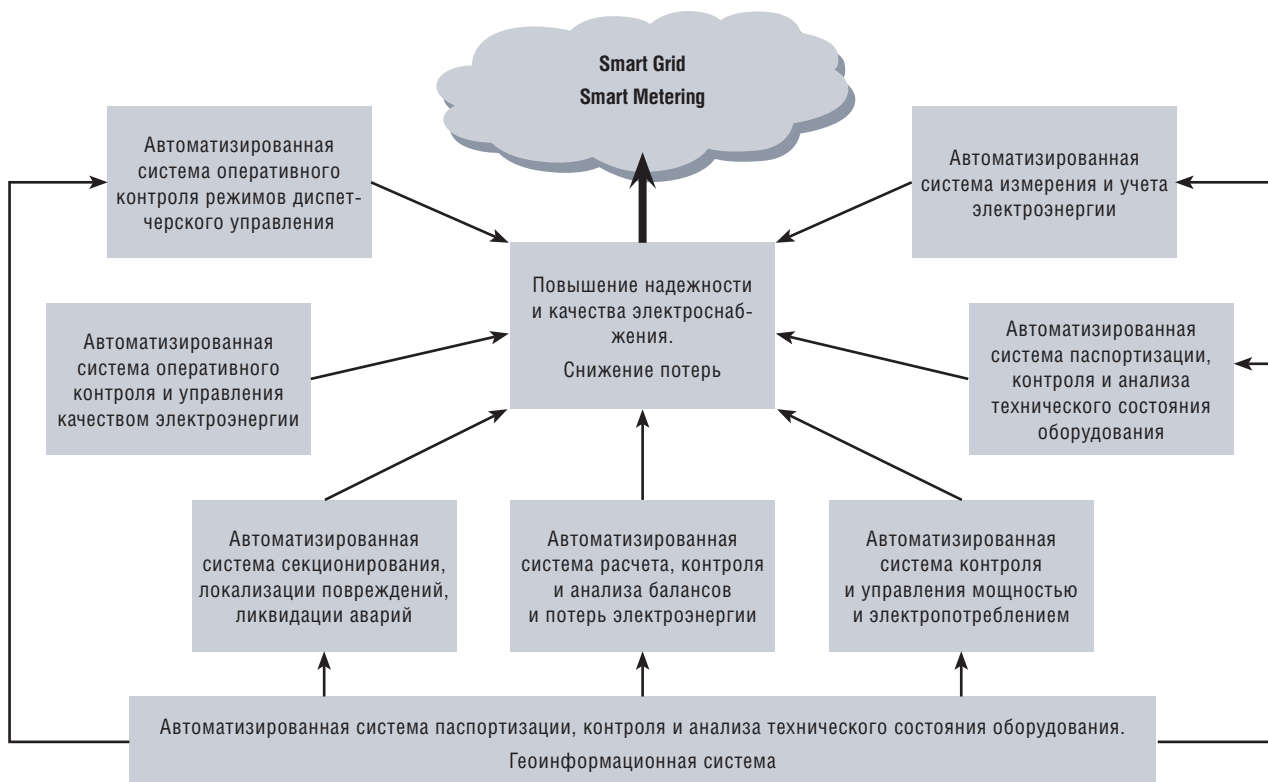 Smart Grid
Smart Metering
Автоматизированная
система оперативного
контроля режимов диспет-
черского управления
Автоматизированная
система измерения и учета
электроэнергии
Повышение надежности
и качества электроснаб-
жения.
Снижение потерь
Автоматизированная
система оперативного
контроля и управления
качеством электроэнергии
Автоматизированная
система паспортизации,
контроля и анализа
технического состояния
оборудования
Автоматизированная
система секционирования,
локализации повреждений,
ликвидации аварий
Автоматизированная
система расчета, контроля
и анализа балансов
и потерь электроэнергии
Автоматизированная
система контроля
и управления мощностью
и электропотреблением
Автоматизированная система паспортизации, контроля и анализа технического состояния оборудования.
Геоинформационная система